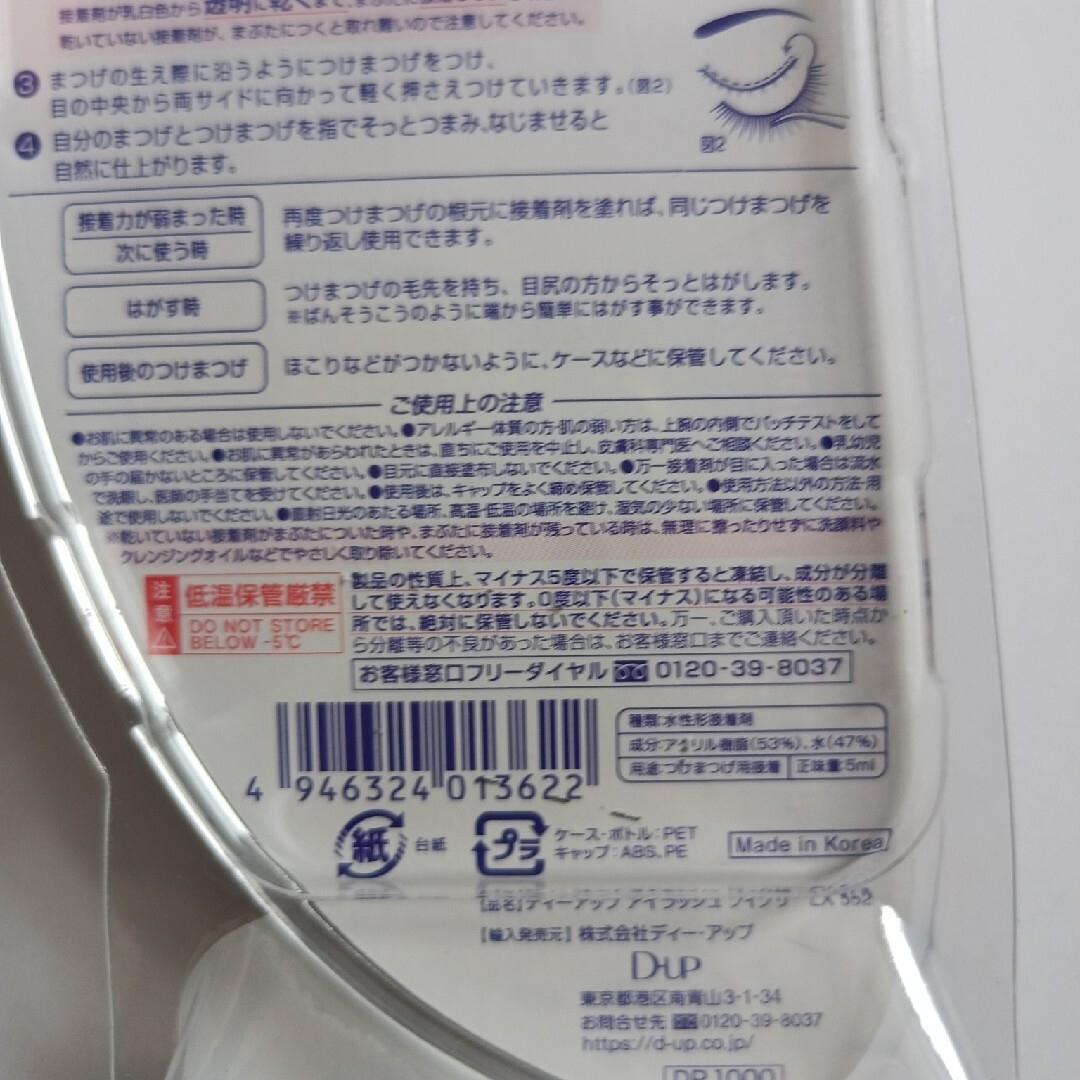 接着剤が乳白色から透明に乾くまで、まぶたに
乾いていない接着剤が、まぶたにつくと取れ難いので注意してください。
❸ まつげの生え際に沿うようにつけまつげをつけ、
目の中央から両サイドに向かって軽く押さえつけていきます。(図2)
❹ 自分のまつげとつけまつげを指でそっとつまみ、なじませると
自然に仕上がります。
図2
接着力が弱まった時
次に使う時
再度つけまつげの根元に接着剤を塗れば、同じつけまつげを
繰り返し使用できます。
はがす時
つけまつげの毛先を持ち、目尻の方からそっとはがします。
※ばんそうこうのように端から簡単にはがす事ができます。
使用後のつけまつげ
ほこりなどがつかないように、ケースなどに保管してください。
ご使用上の注意
●お肌に異常のある場合は使用しないでください。●アレルギー体質の方・肌の弱い方は、上腕の内側でパッチテストをして
からご使用ください。●お肌に異常があらわれたときは、直ちにご使用を中止し、皮膚科専門医へご相談ください。●乳幼児
の手の届かないところに保管してください。●目元に直接塗布しないでください。●万一接着剤が目に入った場合は流水
で洗眼し、医師の手当てを受けてください。●使用後は、キャップをよく締め保管してください。●使用方法以外の方法・用
途で使用しないでください。●直射日光のあたる場所、高温・低温の場所を避け、湿気の少ない場所に保管してください。
※乾いていない接着剤がまぶたについた時や、まぶたに接着剤が残っている時は、無理に擦ったりせずに洗顔料や
クレンジングオイルなどでやさしく取り除いてください。
注意
低温保管厳禁
DO NOT STORE
BELOW -5℃
製品の性質上、マイナス5度以下で保管すると凍結し、成分が分離
して使えなくなります。0度以下(マイナス)になる可能性のある場
所では、絶対に保管しないでください。万一、ご購入頂いた時点か
ら分離等の不良があった場合は、お客様窓口までご連絡ください。
お客様窓口フリーダイヤル 0120-39-8037
4 946324 013622
種類:水性形接着剤
成分:アクリル樹脂(53%)、水(47%)
用途:つけまつげ用接着 正味量:5ml
紙 台紙
プラ ケース・ボトル:PET
キャップ:ABS、PE
Made in Korea
【品名】ディーアップ アイラッシュ フィクサー EX 552
【輸入発売元】株式会社ディー・アップ
D-UP
東京都港区南青山3-1-34
お問合せ先 0120-39-8037
https://d-up.co.jp/
DP1000